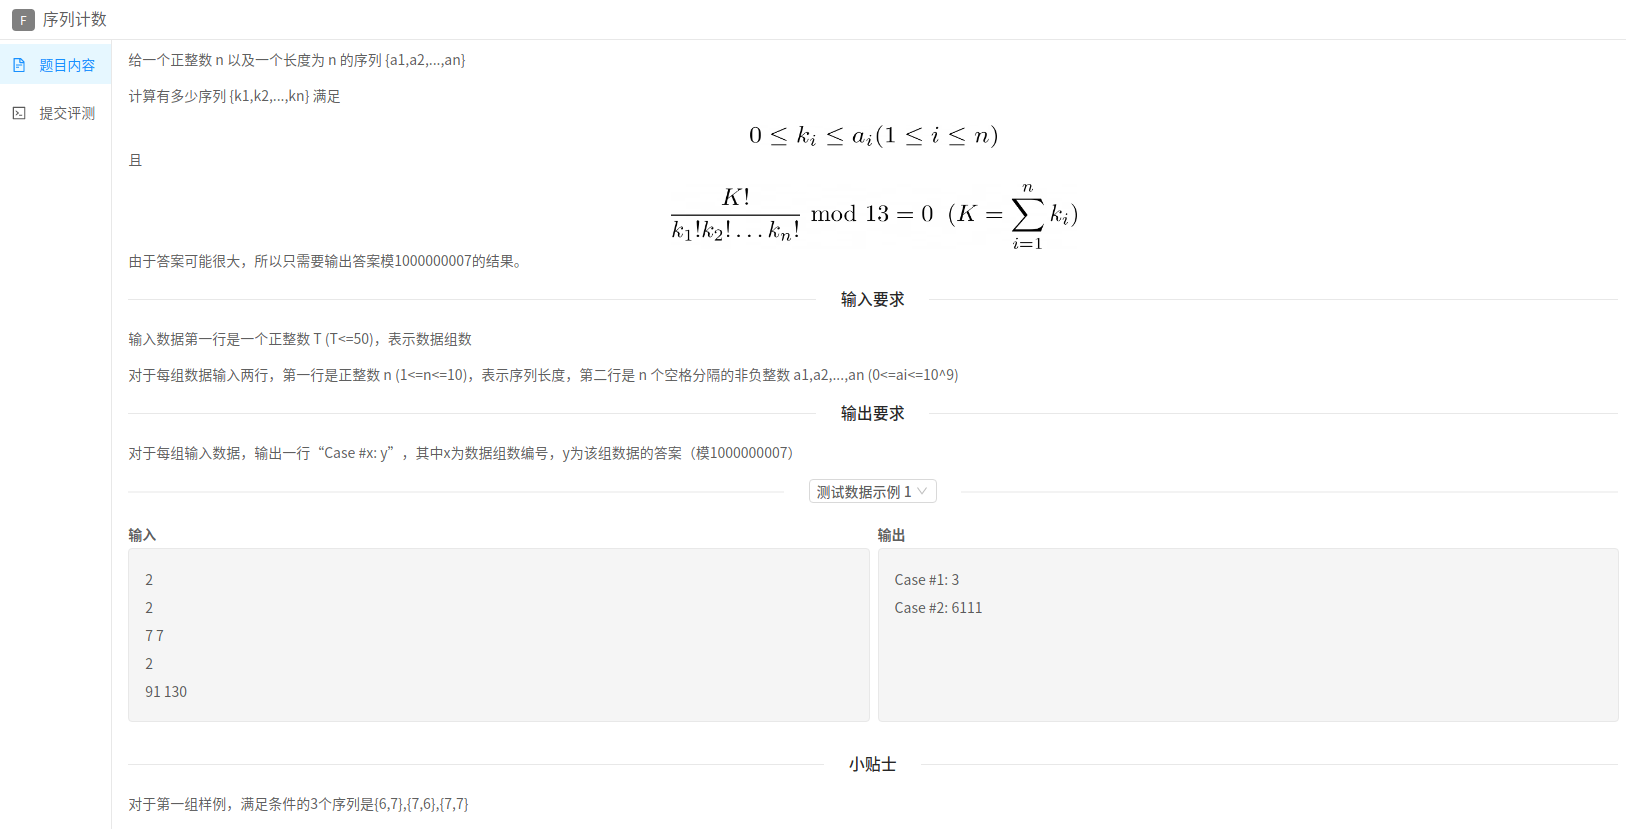 F 序列计数
题目内容
提交评测
给一个正整数 n 以及一个长度为 n 的序列 {a1,a2,...,an}
计算有多少序列 {k1,k2,...,kn} 满足
0 ≤ k_i ≤ a_i(1 ≤ i ≤ n)
且
\frac{K!}{k_1!k_2!...k_n!} mod 13 = 0 (K = \sum_{i=1}^{n} k_i)
由于答案可能很大，所以只需要输出答案模1000000007的结果。
输入要求
输入数据第一行是一个正整数 T (T<=50)，表示数据组数
对于每组数据输入两行，第一行是正整数 n (1<=n<=10)，表示序列长度，第二行是 n 个空格分隔的非负整数 a1,a2,...,an (0<=ai<=10^9)
输出要求
对于每组输入数据，输出一行“Case #x: y”，其中x为数据组数编号，y为该组数据的答案（模1000000007）
测试数据示例 1
输入
2
2
7 7
2
91 130
输出
Case #1: 3
Case #2: 6111
小贴士
对于第一组样例，满足条件的3个序列是{6,7},{7,6},{7,7}